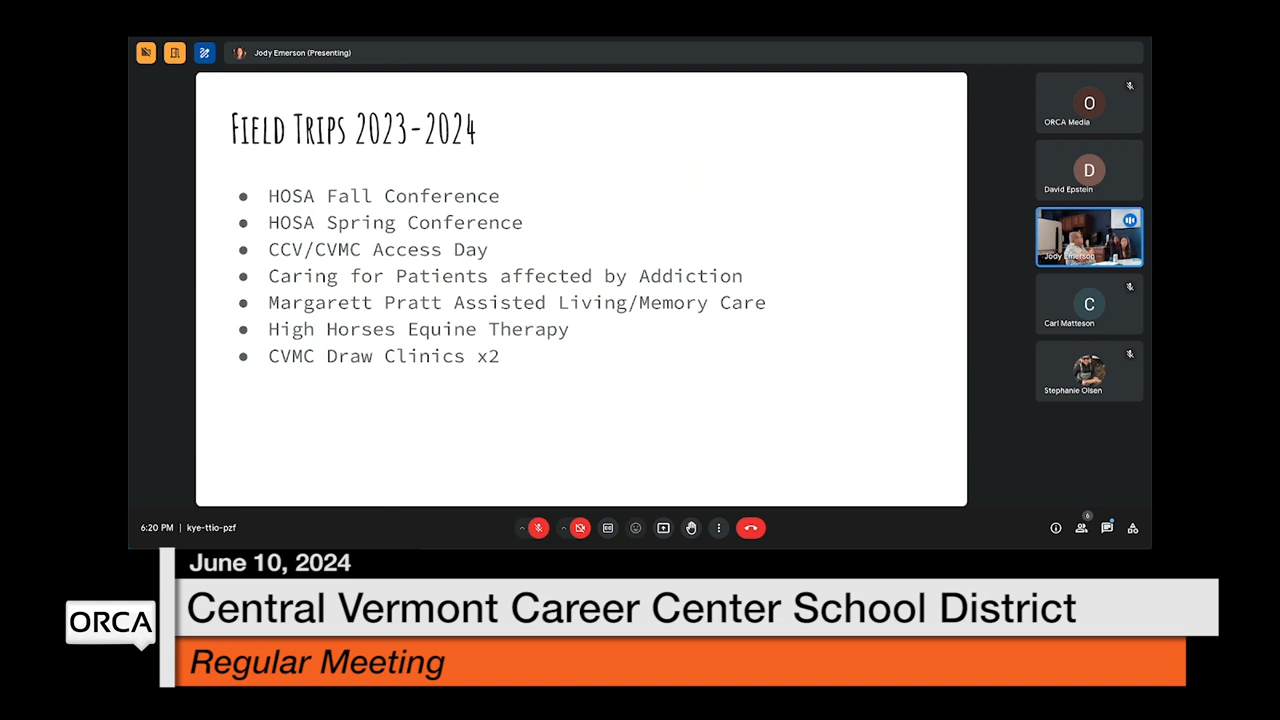 Jody Emerson (Presenting)
FIELD TRIPS 2023-2024
● HOSA Fall Conference
● HOSA Spring Conference
● CCV/CVMC Access Day
● Caring for Patients affected by Addiction
● Margarett Pratt Assisted Living/Memory Care
● High Horses Equine Therapy
● CVMC Draw Clinics x2
O
ORCA Media
D
David Epstein
Jody Emerson
C
Carl Matteson
Stephanie Olsen
6:20 PM | kye-ttio-pzf
6
June 10, 2024
Central Vermont Career Center School District
ORCA
Regular Meeting